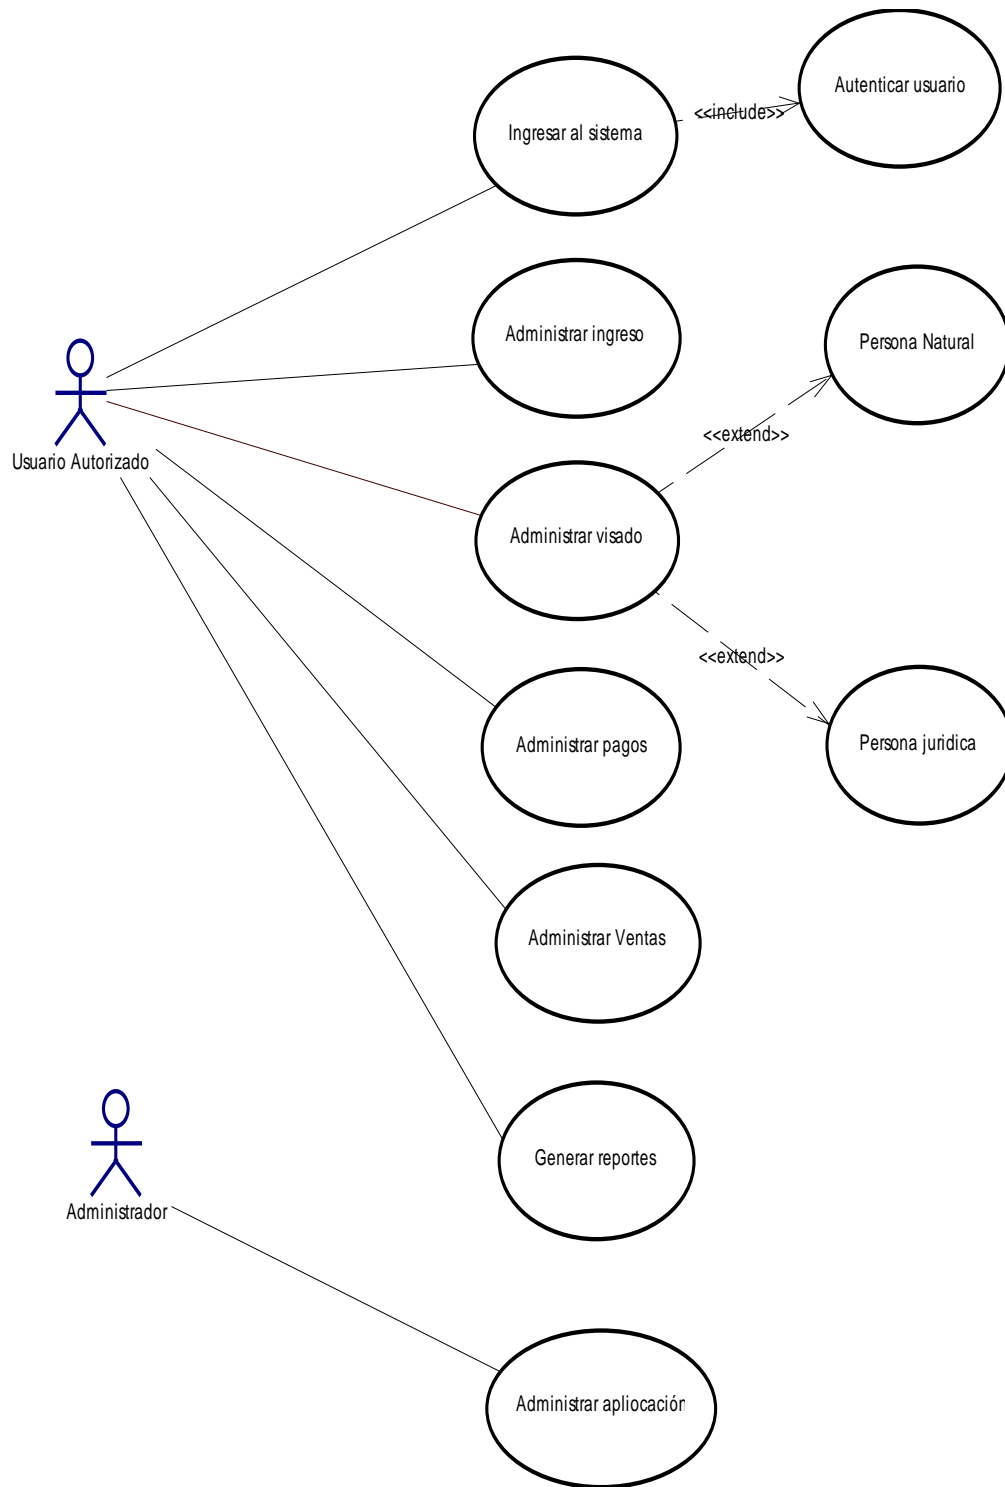 Autenticar usuario
<<include>>
Ingresar al sistema
Administrar ingreso
Persona Natural
<<extend>>
Usuario Autorizado
Administrar visado
<<extend>>
Persona juridica
Administrar pagos
Administrar Ventas
Generar reportes
Administrador
Administrar apliocación